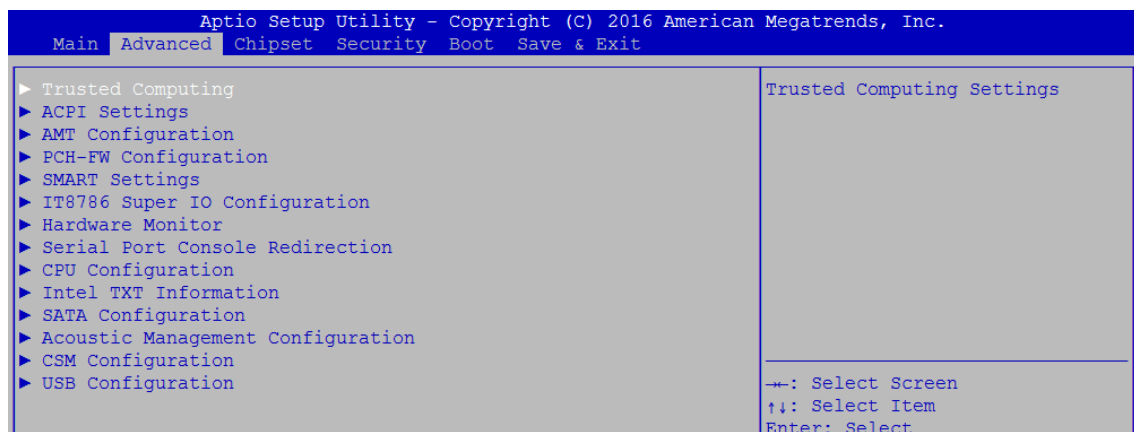 Aptio Setup Utility – Copyright (C) 2016 American Megatrends, Inc.
Main Advanced Chipset Security Boot Save & Exit
► Trusted Computing
► ACPI Settings
► AMT Configuration
► PCH-FW Configuration
► SMART Settings
► IT8786 Super IO Configuration
► Hardware Monitor
► Serial Port Console Redirection
► CPU Configuration
► Intel TXT Information
► SATA Configuration
► Acoustic Management Configuration
► CSM Configuration
► USB Configuration
Trusted Computing Settings
→←: Select Screen
↑↓: Select Item
Enter: Select